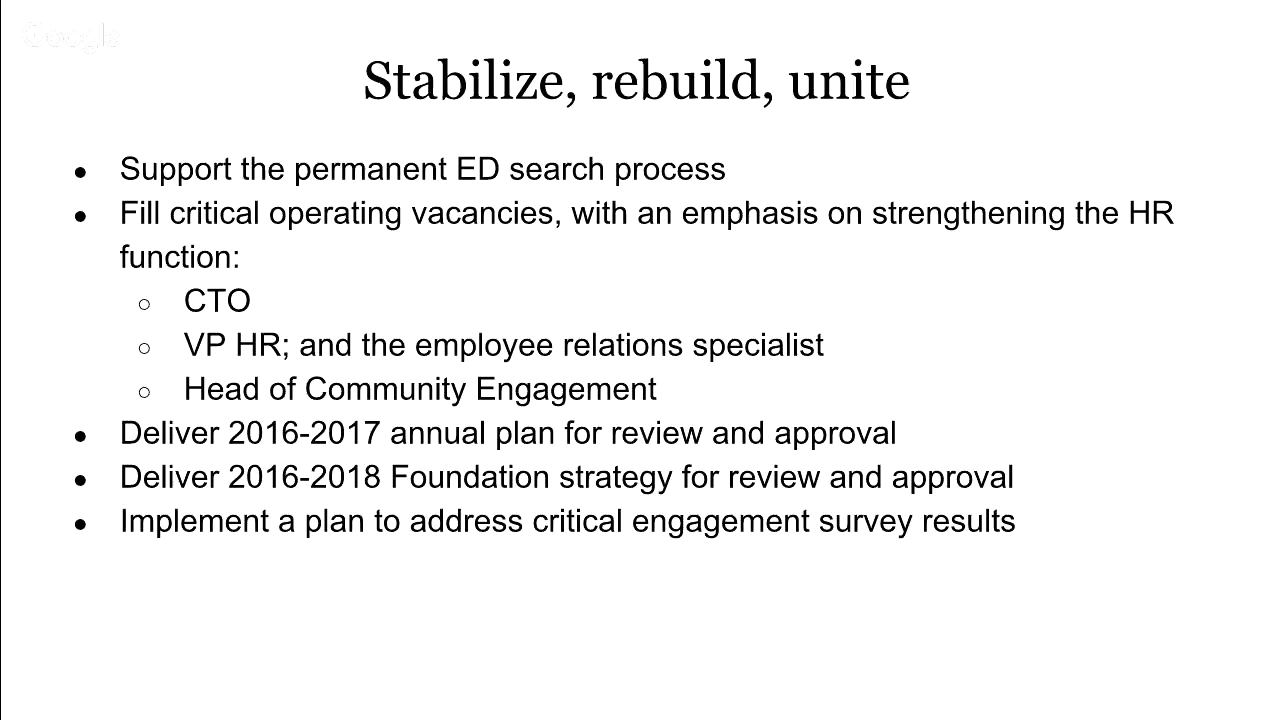 Google
Stabilize, rebuild, unite
● Support the permanent ED search process
● Fill critical operating vacancies, with an emphasis on strengthening the HR
function:
○ CTO
○ VP HR; and the employee relations specialist
○ Head of Community Engagement
● Deliver 2016-2017 annual plan for review and approval
● Deliver 2016-2018 Foundation strategy for review and approval
● Implement a plan to address critical engagement survey results